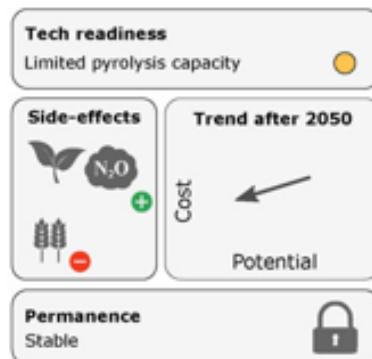 Tech readiness
Limited pyrolysis capacity
Side-effects
N₂O
Trend after 2050
Cost
Potential
Permanence
Stable